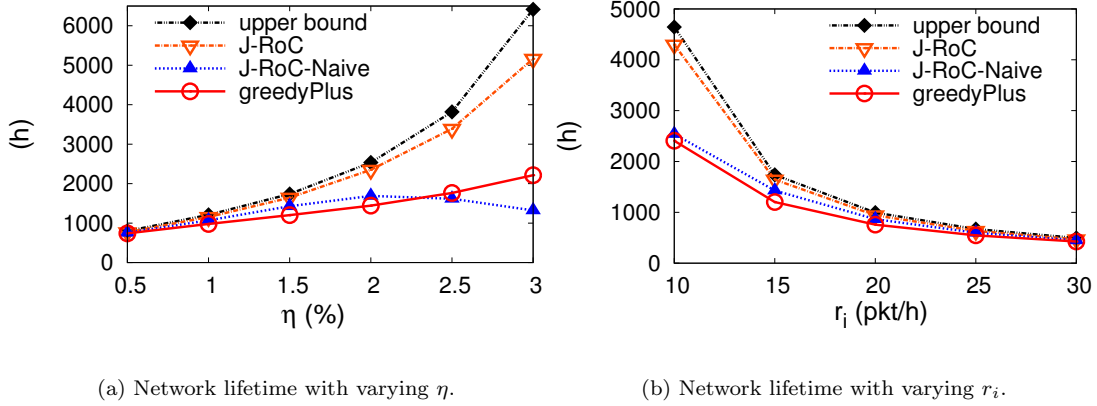 upper bound
J-RoC
J-RoC-Naive
greedyPlus
(h)
6000
5000
4000
3000
2000
1000
0
0.5 1 1.5 2 2.5 3
η (%)
(a) Network lifetime with varying η.
upper bound
J-RoC
J-RoC-Naive
greedyPlus
(h)
5000
4000
3000
2000
1000
0
10 15 20 25 30
r_i (pkt/h)
(b) Network lifetime with varying r_i.